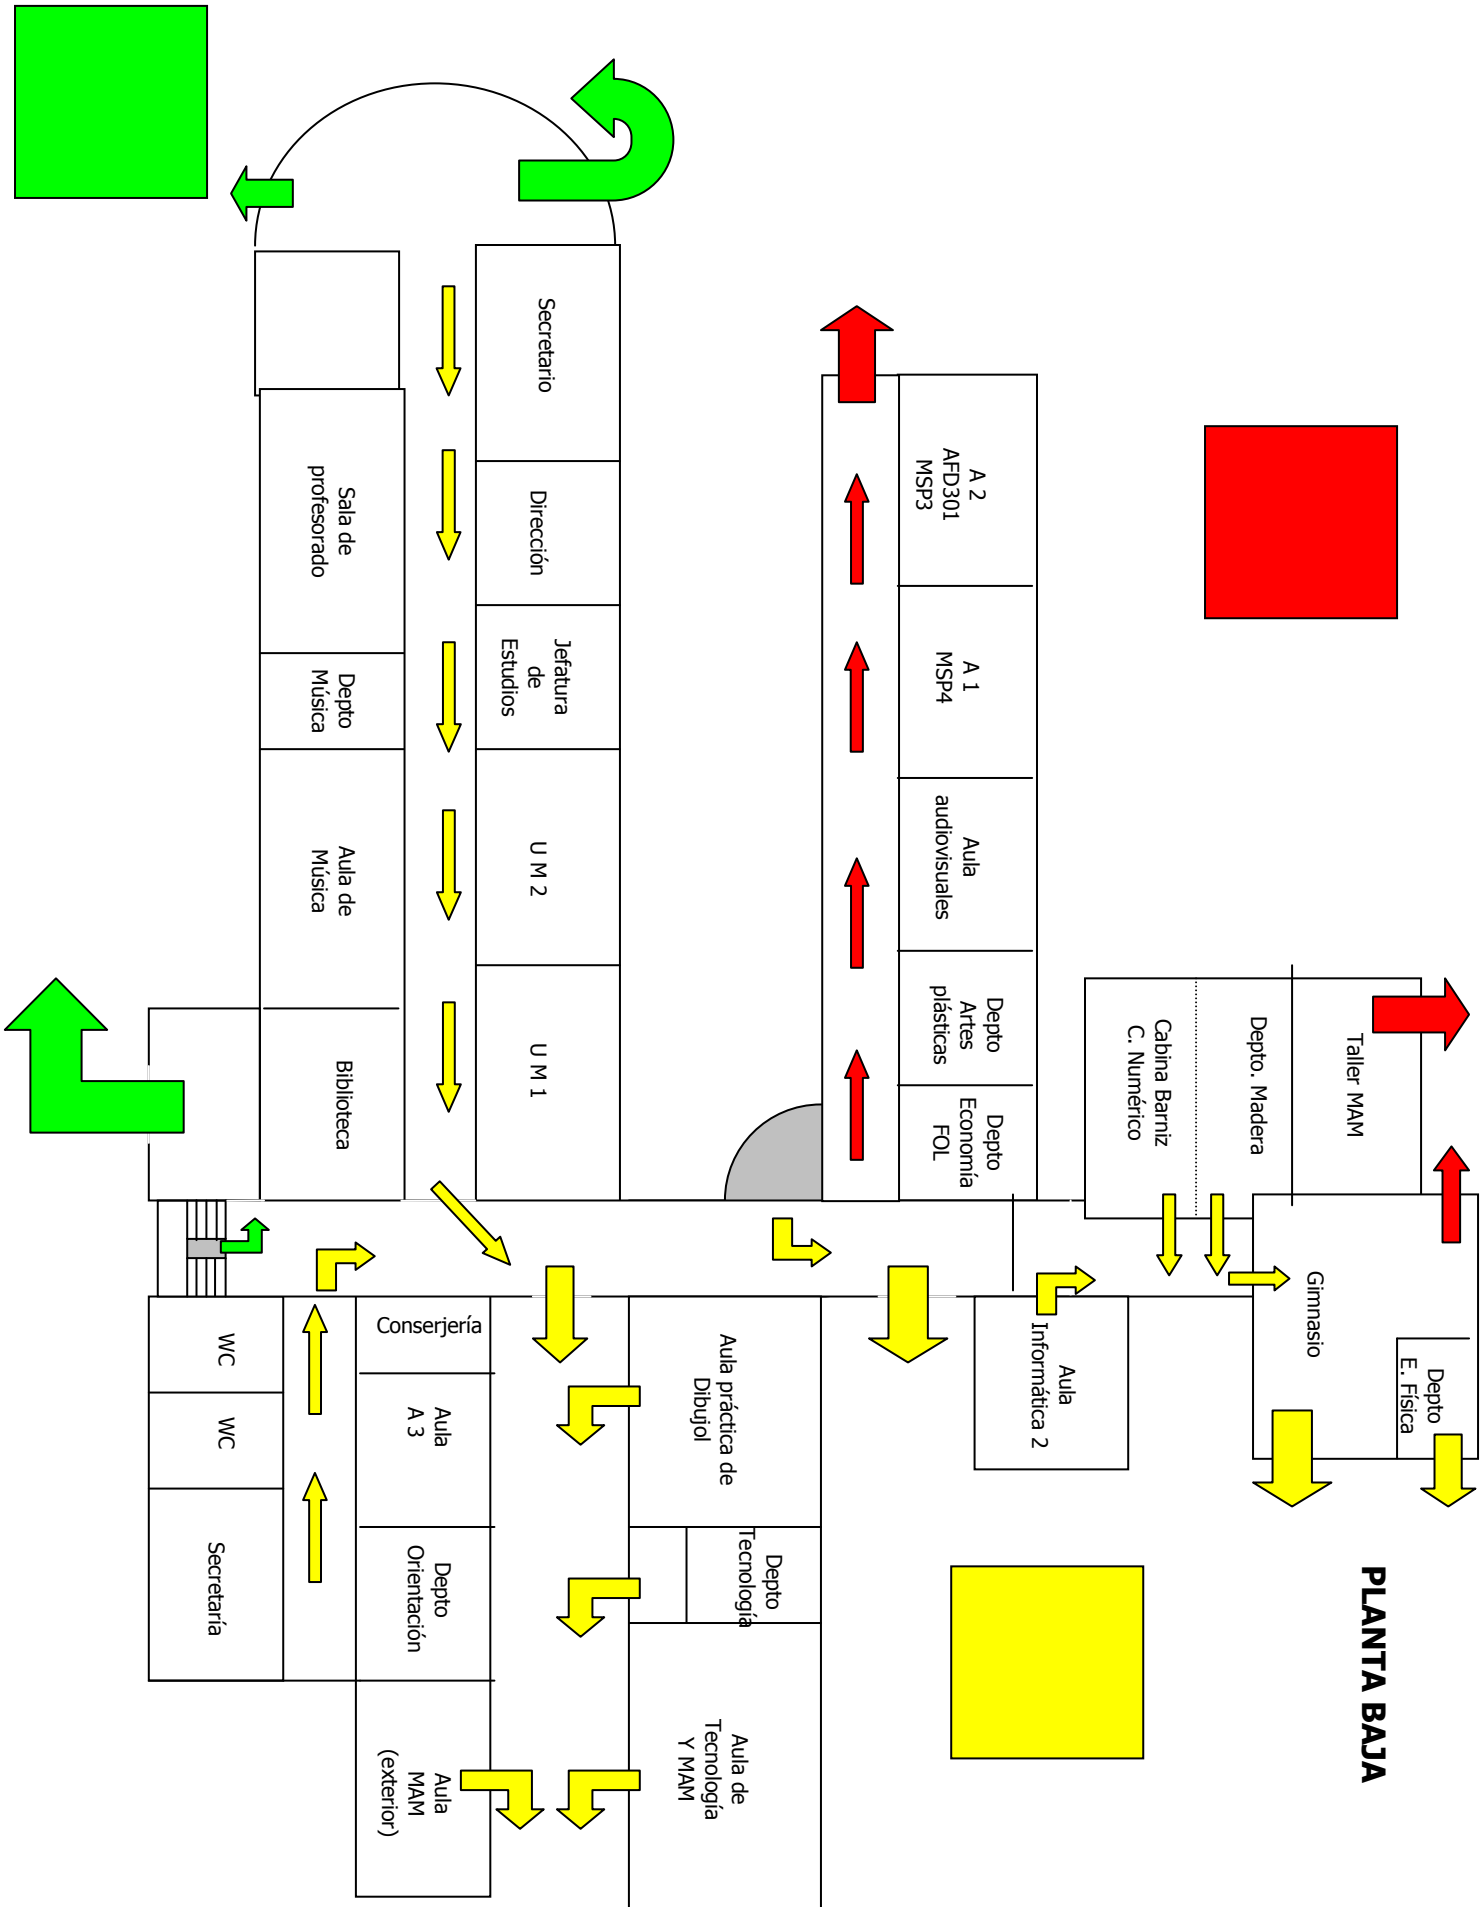 PLANTA BAJA
Secretario
Dirección
Jefatura
de
Estudios
U M 2
U M 1
Sala de
profesorado
Depto
Música
Aula de
Música
Biblioteca
A 2
AFD301
MSP3
A 1
MSP4
Aula
audiovisuales
Depto
Artes
plásticas
Depto
Economía
FOL
Cabina Barniz
C. Numérico
Depto. Madera
Taller MAM
Gimnasio
Depto
E. Física
Aula
Informática 2
Aula práctica de
Dibujol
Depto
Tecnología
Aula de
Tecnología
Y MAM
Conserjería
Aula
A 3
Depto
Orientación
Aula
MAM
(exterior)
WC
WC
Secretaría